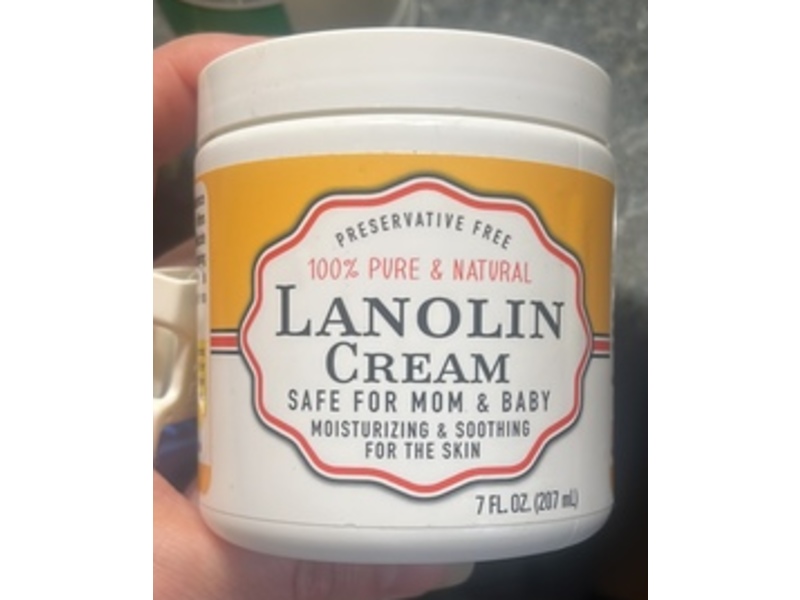 PRESERVATIVE FREE
100% PURE & NATURAL
LANOLIN
CREAM
SAFE FOR MOM & BABY
MOISTURIZING & SOOTHING
FOR THE SKIN
7 FL. OZ. (207 mL)